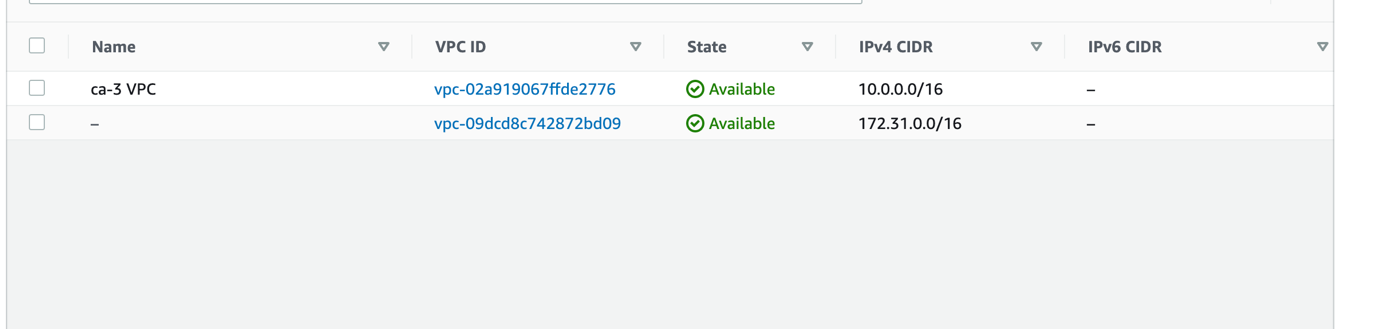 Name VPC ID State IPv4 CIDR IPv6 CIDR
ca-3 VPC vpc-02a919067ffde2776 Available 10.0.0.0/16 –
– vpc-09dcd8c742872bd09 Available 172.31.0.0/16 –